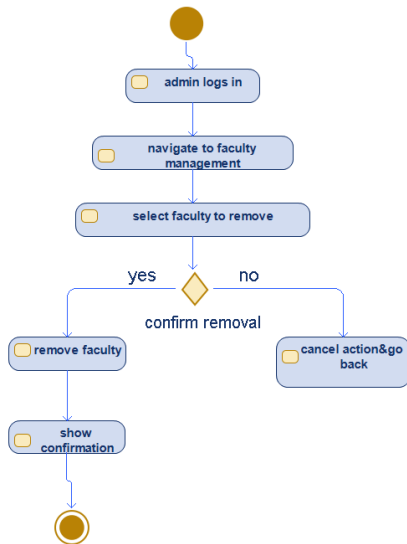 admin logs in
navigate to faculty
management
select faculty to remove
yes
no
confirm removal
remove faculty
cancel action&go
back
show
confirmation